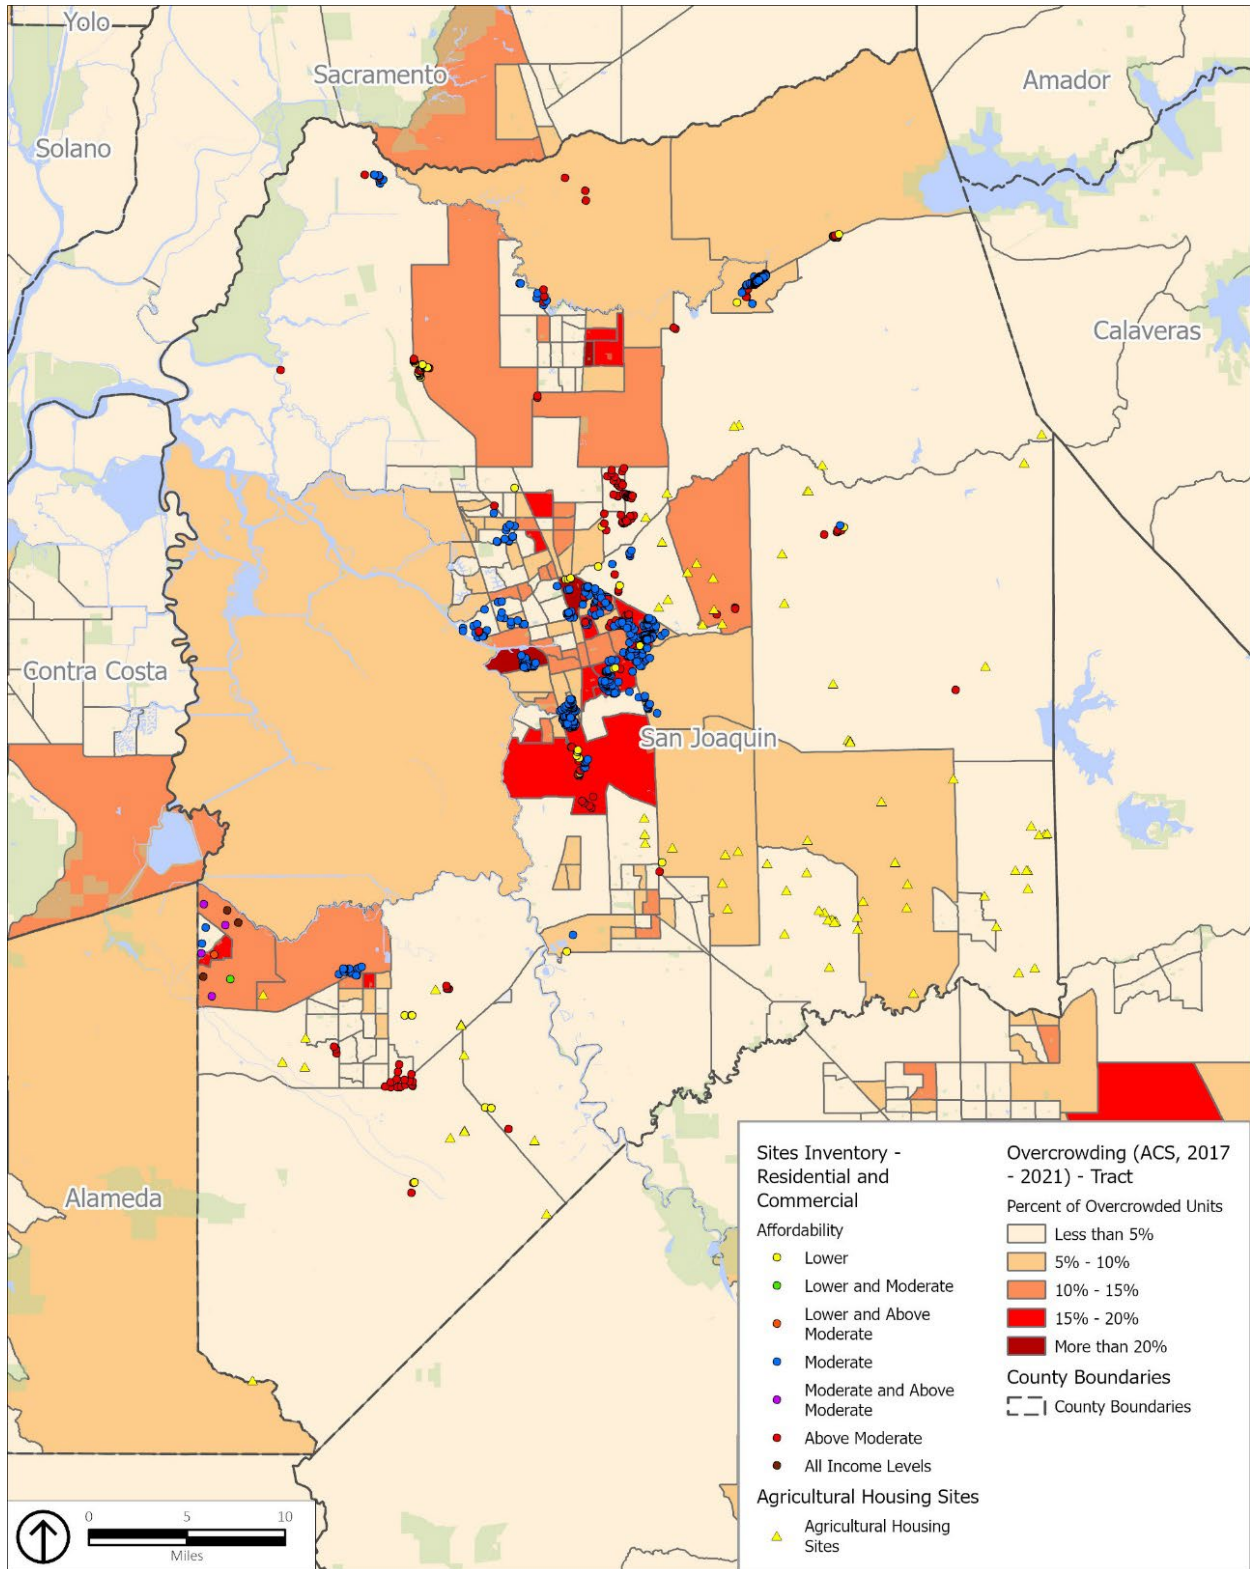 Yolo
Sacramento
Amador
Solano
Calaveras
Contra Costa
San Joaquin
Alameda
Sites Inventory -
Residential and
Commercial
Affordability
Lower
Lower and Moderate
Lower and Above
Moderate
Moderate
Moderate and Above
Moderate
Above Moderate
All Income Levels
Agricultural Housing Sites
Agricultural Housing
Sites
Overcrowding (ACS, 2017
- 2021) - Tract
Percent of Overcrowded Units
Less than 5%
5% - 10%
10% - 15%
15% - 20%
More than 20%
County Boundaries
County Boundaries
0 5 10
Miles